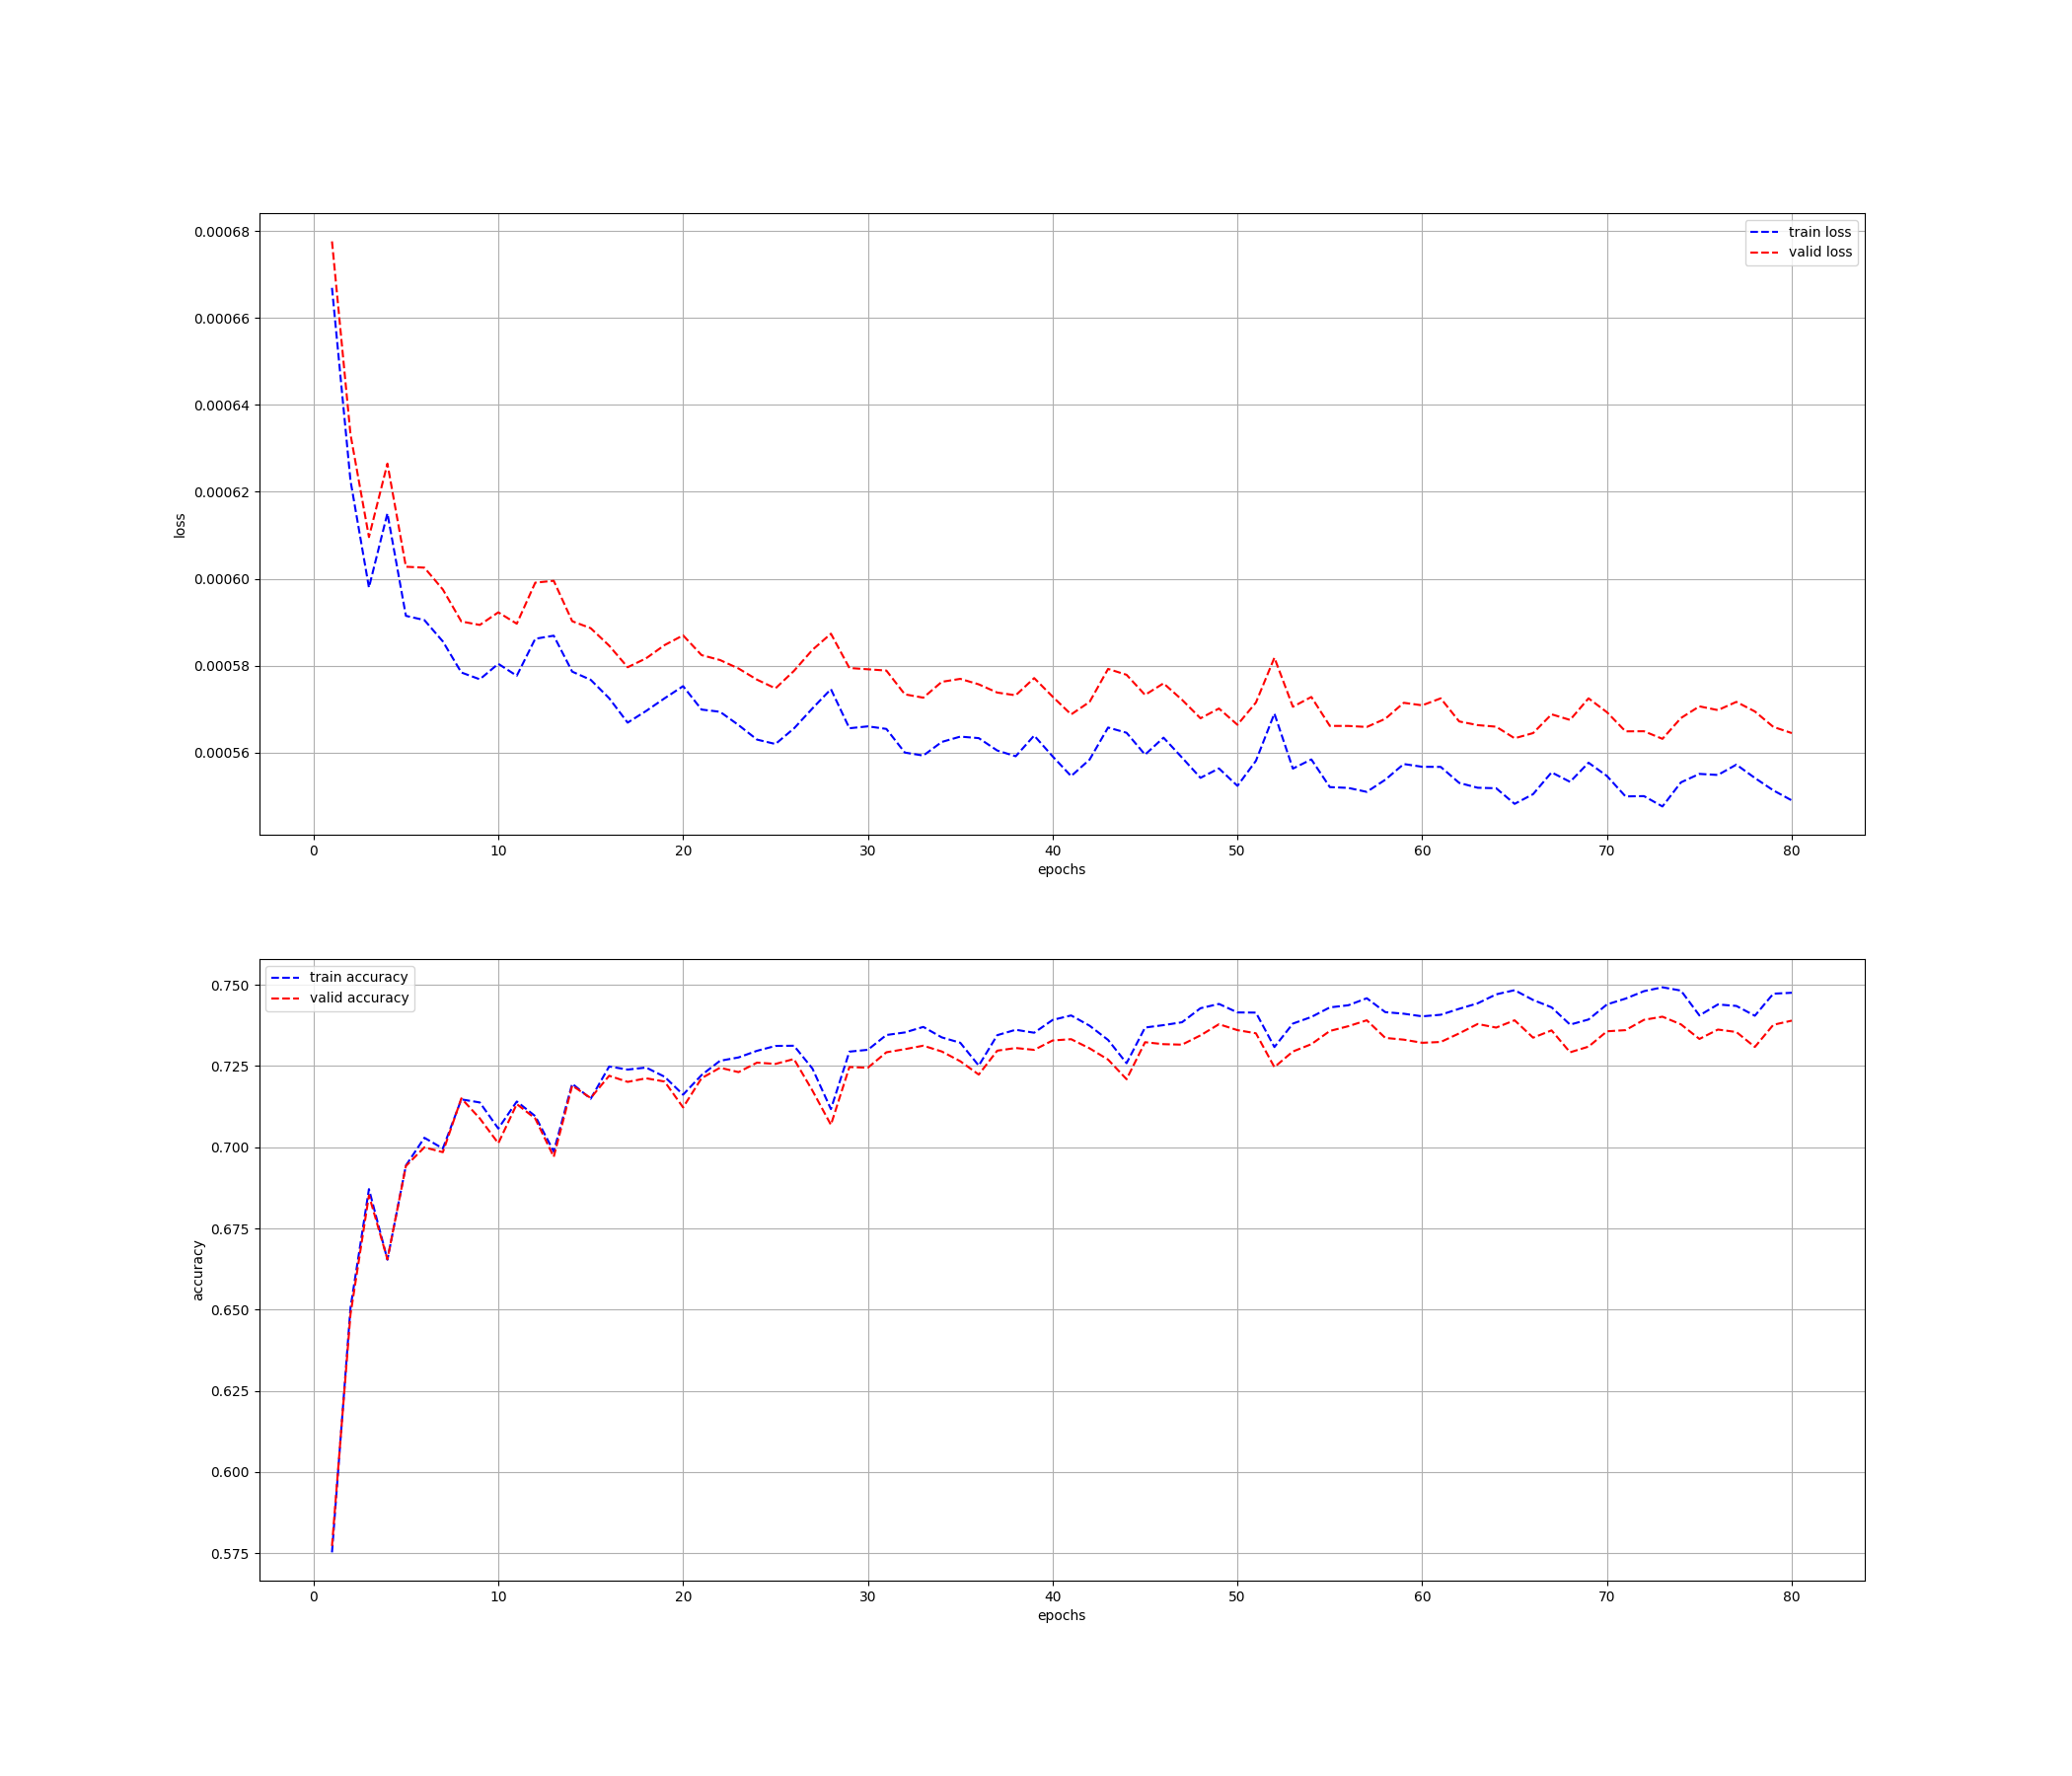 0.00068
0.00066
0.00064
0.00062
0.00060
0.00058
0.00056
loss
train loss
valid loss
0 10 20 30 40 50 60 70 80
epochs
train accuracy
valid accuracy
0.750
0.725
0.700
0.675
0.650
0.625
0.600
0.575
accuracy
0 10 20 30 40 50 60 70 80
epochs